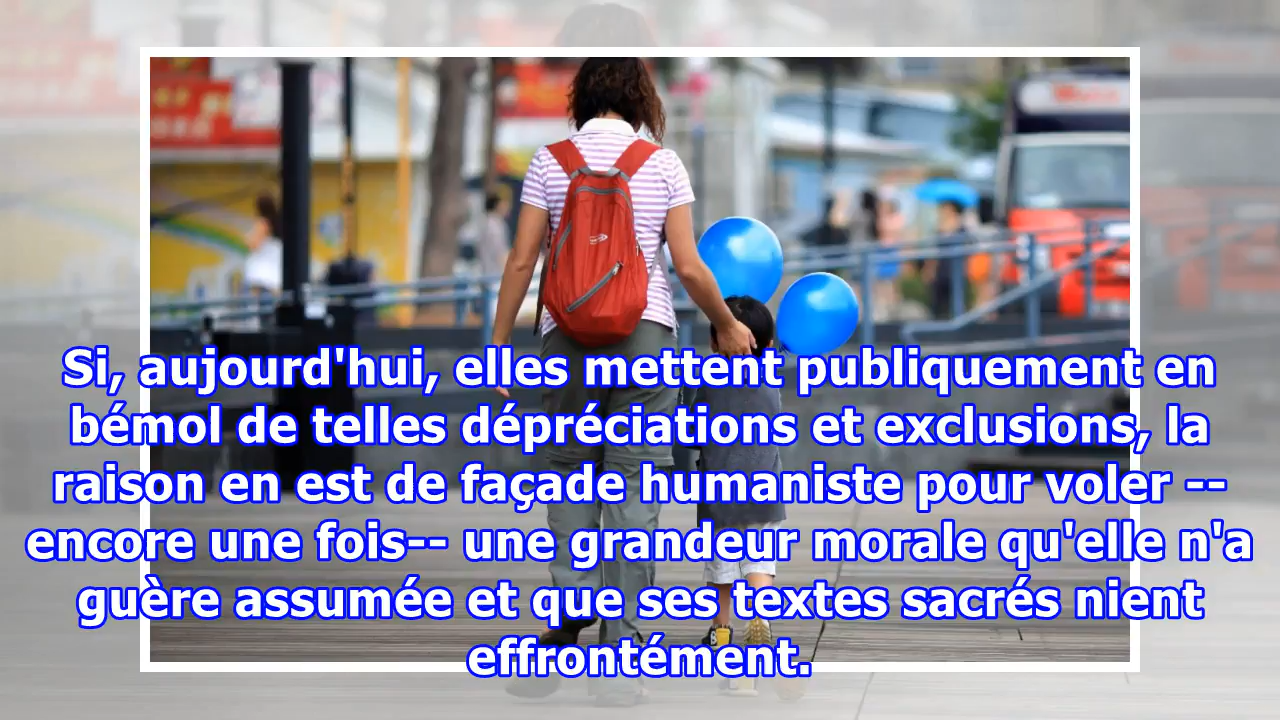 Si, aujourd'hui, elles mettent publiquement en
bémol de telles dépréciations et exclusions, la
raison en est de façade humaniste pour voler --
encore une fois-- une grandeur morale qu'elle n'a
guère assumée et que ses textes sacrés nient
effrontément.